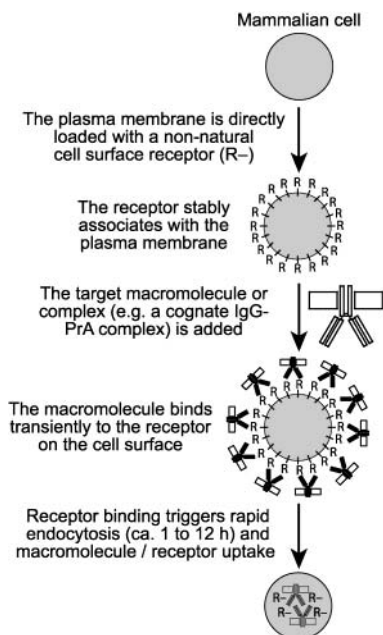 Mammalian cell
The plasma membrane is directly
loaded with a non-natural
cell surface receptor (R–)
R R R R R R R R R R R R R R R R R R
The receptor stably
associates with the
plasma membrane
The target macromolecule or
complex (e.g. a cognate IgG-
PrA complex) is added
R R R R R R R R R R R R R R R R R R
The macromolecule binds
transiently to the receptor
on the cell surface
Receptor binding triggers rapid
endocytosis (ca. 1 to 12 h) and
macromolecule / receptor uptake
R– R–
R– R–